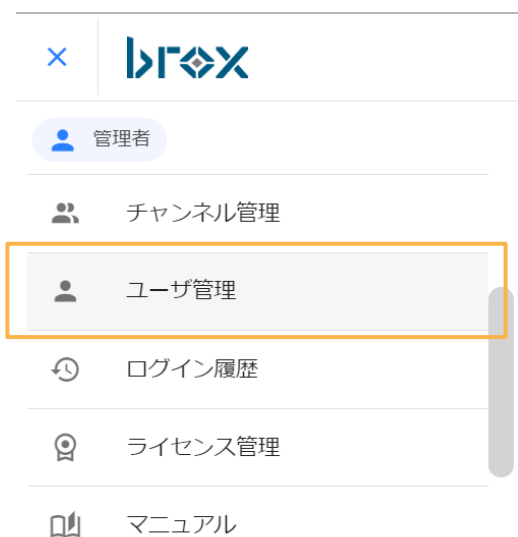 brox
管理者
チャンネル管理
ユーザ管理
ログイン履歴
ライセンス管理
マニュアル